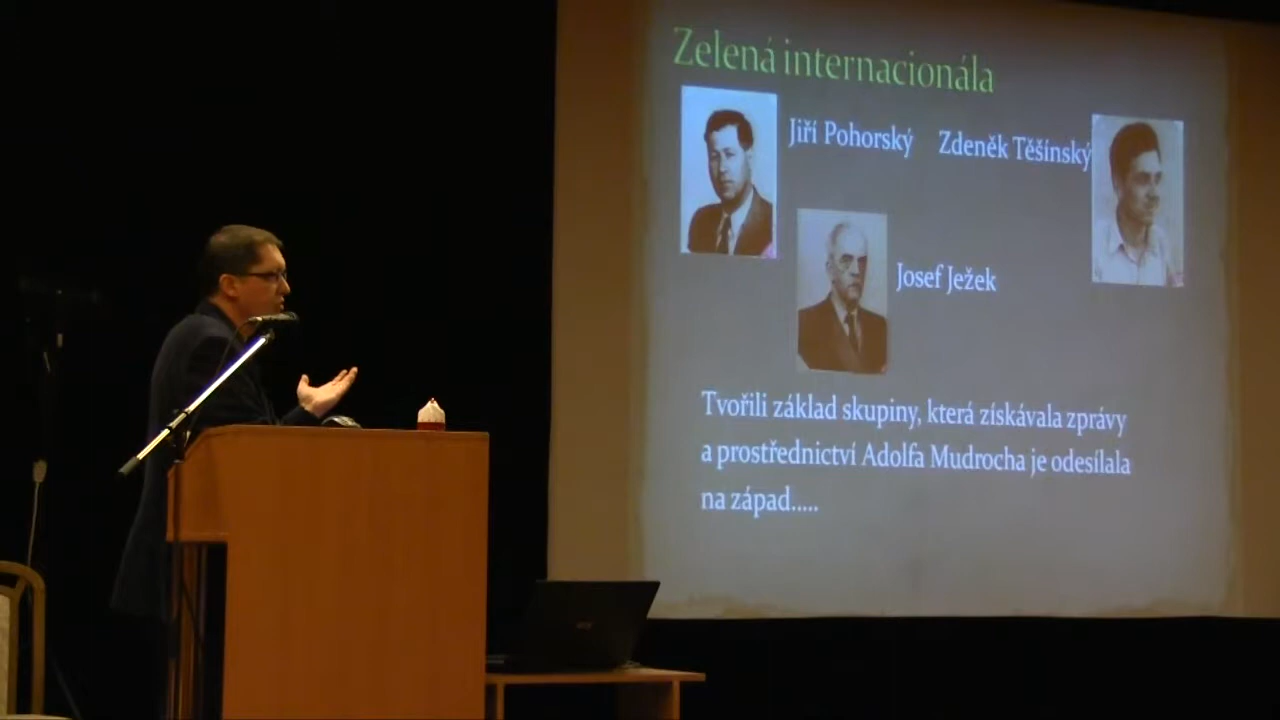 Zelená internacionála
Jiří Pohorský
Zdeněk Těšínský
Josef Ježek
Tvořili základ skupiny, která získávala zprávy
a prostřednictví Adolfa Mudrocha je odesílala
na západ.....